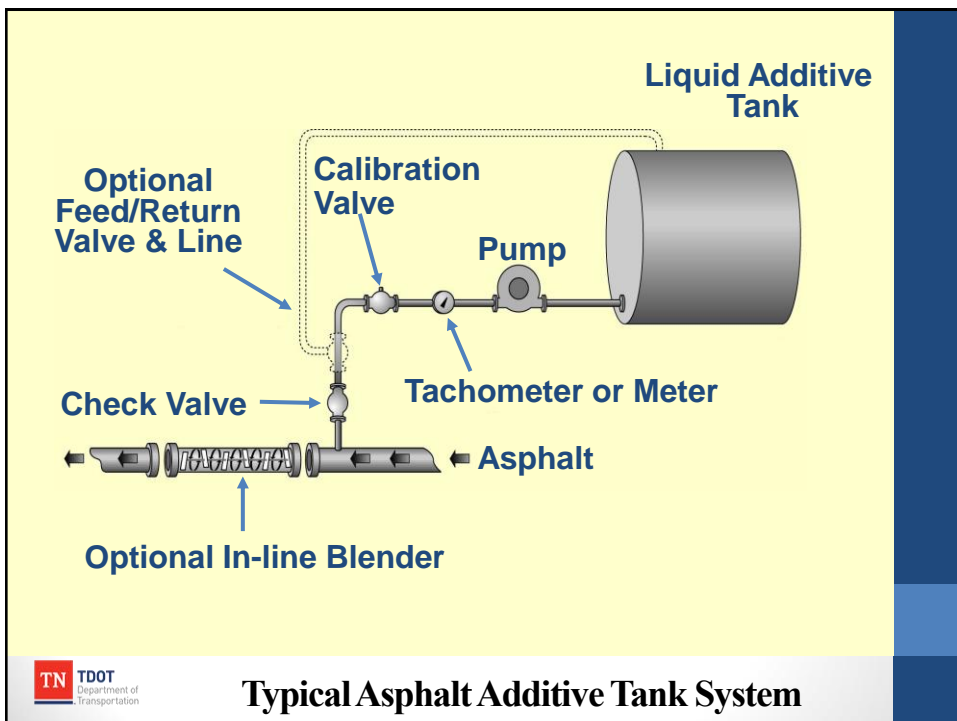 Liquid Additive
Tank
Optional
Feed/Return
Valve & Line
Calibration
Valve
Pump
Tachometer or Meter
Check Valve
Asphalt
Optional In-line Blender
TN
TDOT
Department of
Transportation
Typical Asphalt Additive Tank System